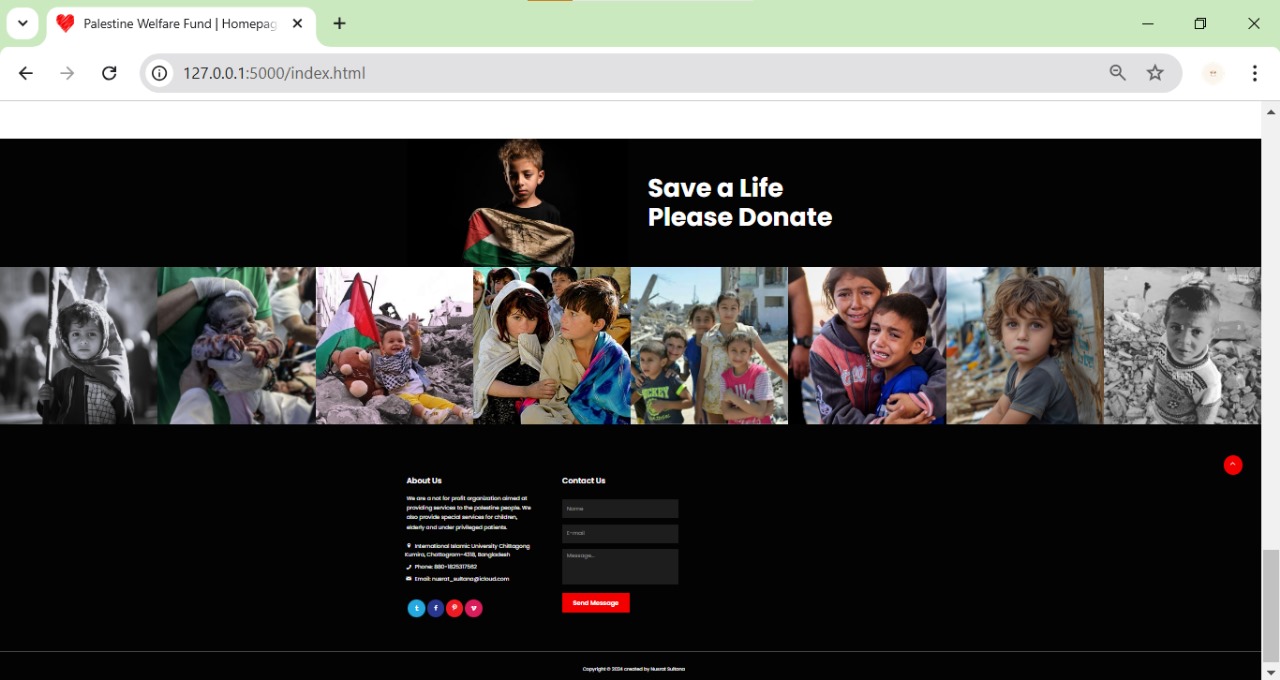 Palestine Welfare Fund | Homepag
127.0.0.1:5000/index.html
Save a Life
Please Donate
About Us
We are a not for profit organization aimed at
providing services to the palestine people. We
also provide special services for children,
elderly and under privileged patients.
International Islamic University Chittagong
Kumira, Chattogram-4318, Bangladesh
Phone: 880-1825317562
Email: nusrat_sultana@icloud.com
Contact Us
Name
E-mail
Message...
Send Message
Copyright © 2024 created by Nusrat Sultana